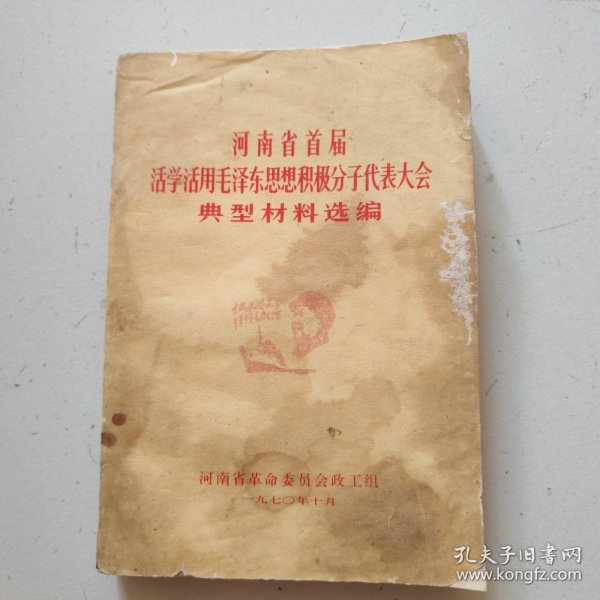 河南省首届
活学活用毛泽东思想积极分子代表大会
典型材料选编
河南省革命委员会政工组
一九七〇年十月
孔夫子旧书网
www.kongfz.com